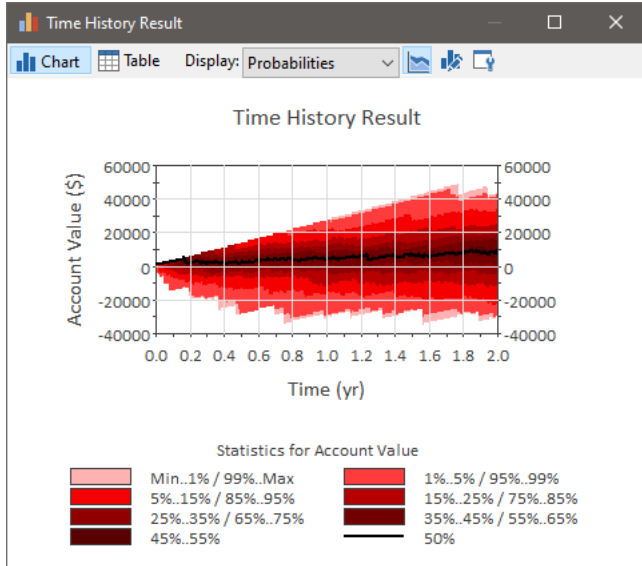 Time History Result
Chart Table Display: Probabilities
Time History Result
60000 60000
40000 40000
20000 20000
0 0
-20000 -20000
-40000 -40000
Account Value ($)
0.0 0.2 0.4 0.6 0.8 1.0 1.2 1.4 1.6 1.8 2.0
Time (yr)
Statistics for Account Value
Min..1% / 99%..Max 1%..5% / 95%..99%
5%..15% / 85%..95% 15%..25% / 75%..85%
25%..35% / 65%..75% 35%..45% / 55%..65%
45%..55% 50%